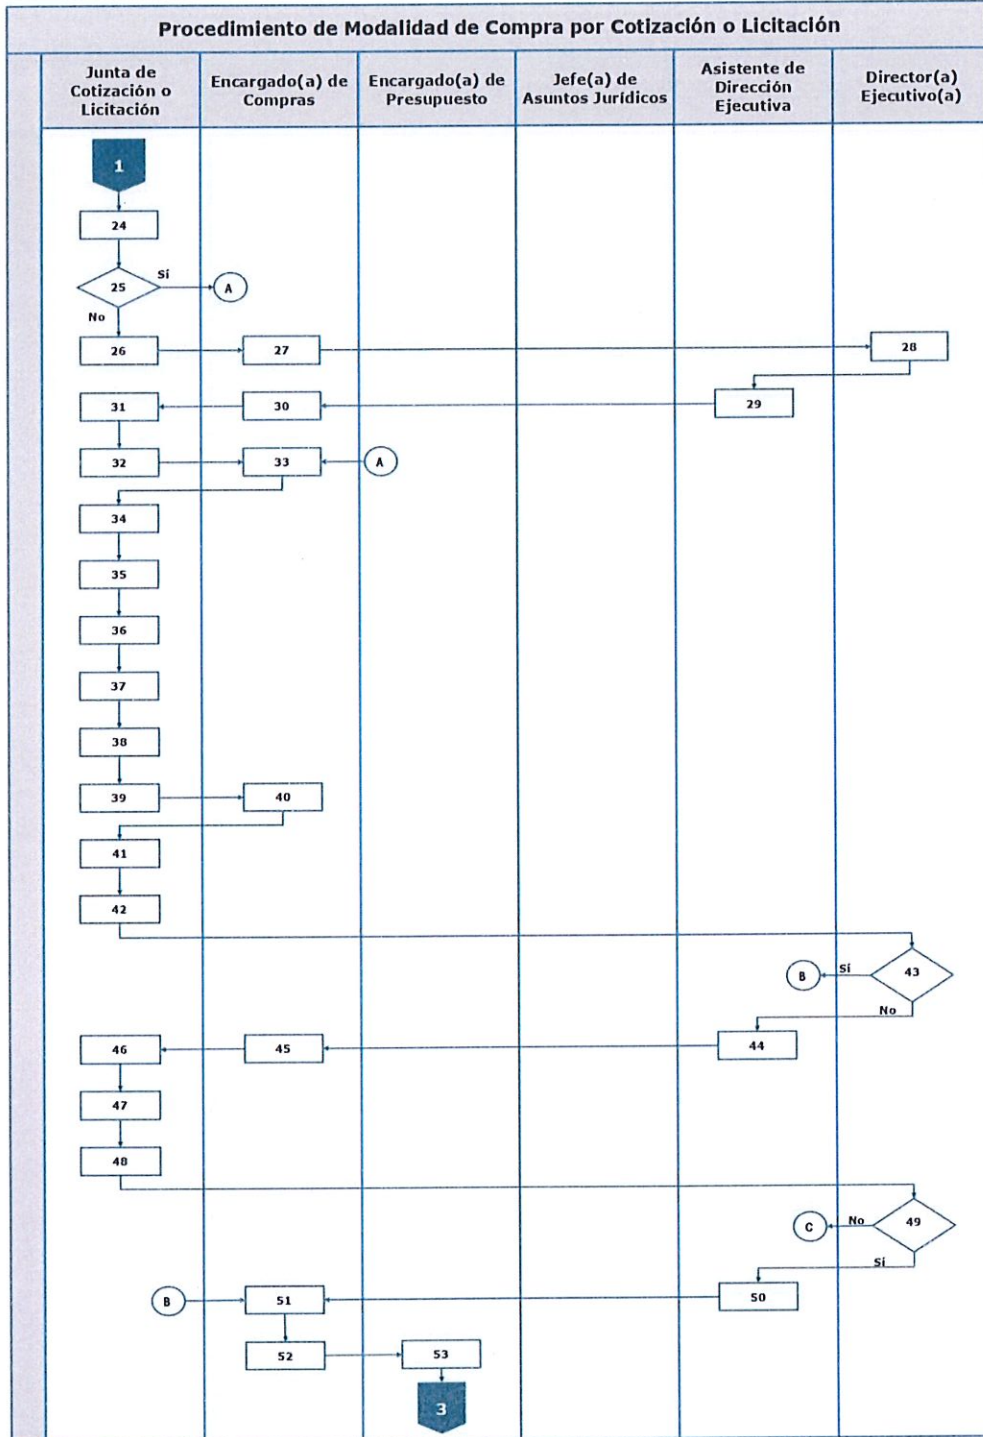 Procedimiento de Modalidad de Compra por Cotización o Licitación
Junta de
Cotización o
Licitación
Encargado(a) de
Compras
Encargado(a) de
Presupuesto
Jefe(a) de
Asuntos Jurídicos
Asistente de
Dirección
Ejecutiva
Director(a)
Ejecutivo(a)
1
24
25
Sí
A
No
26
27
28
29
30
31
32
33
A
34
35
36
37
38
39
40
41
42
43
Sí
B
No
44
45
46
47
48
49
No
C
Sí
50
B
51
52
53
3